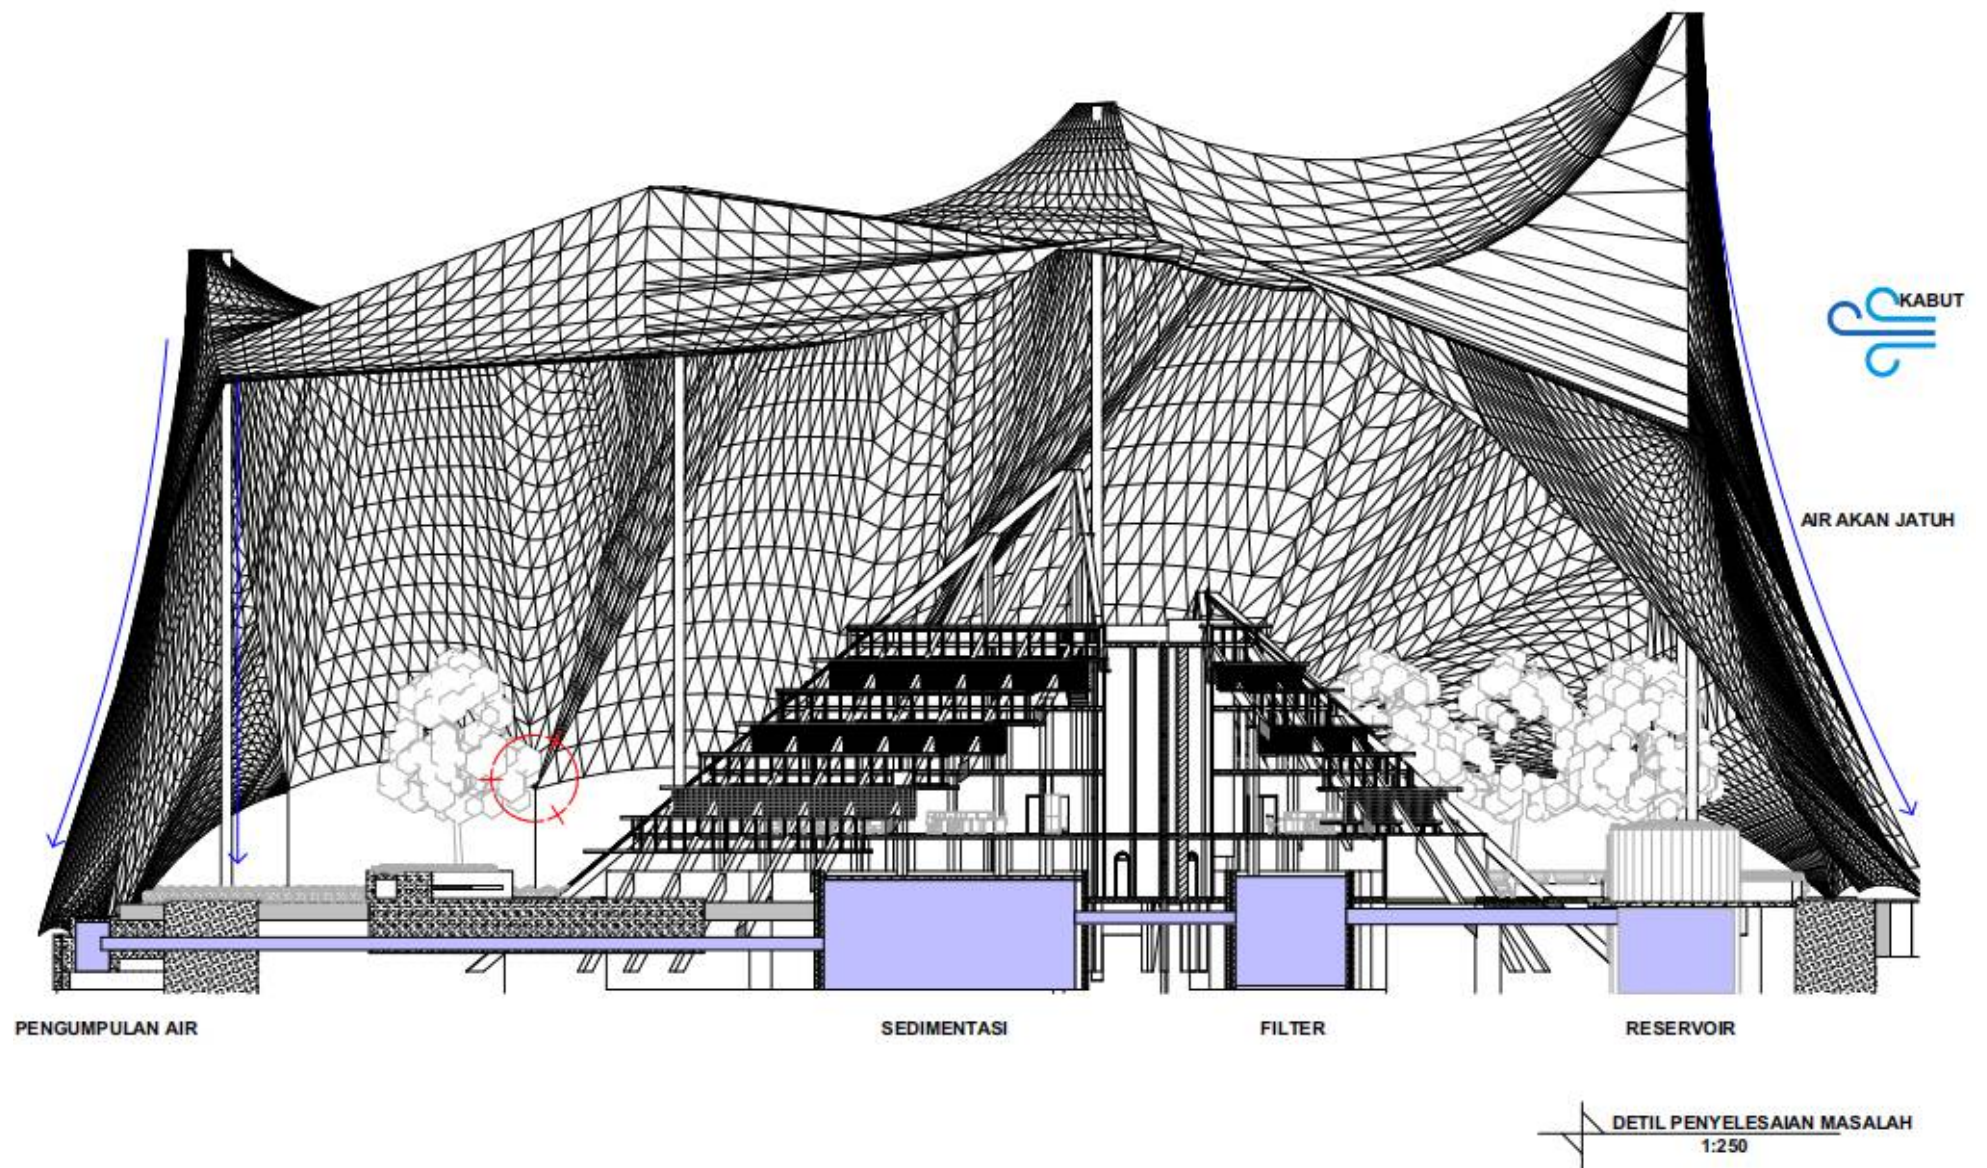 KABUT
AIR AKAN JATUH
PENGUMPULAN AIR
SEDIMENTASI
FILTER
RESERVOIR
DETIL PENYELESAIAN MASALAH
1:250